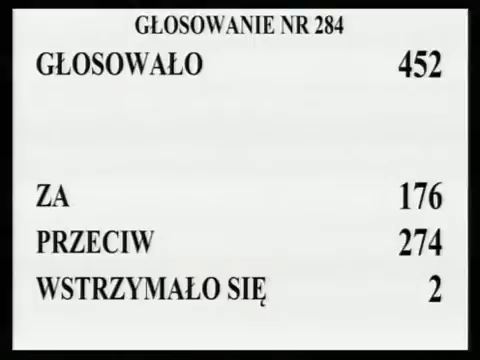 GŁOSOWANIE NR 284
GŁOSOWAŁO 452
ZA 176
PRZECIW 274
WSTRZYMAŁO SIĘ 2